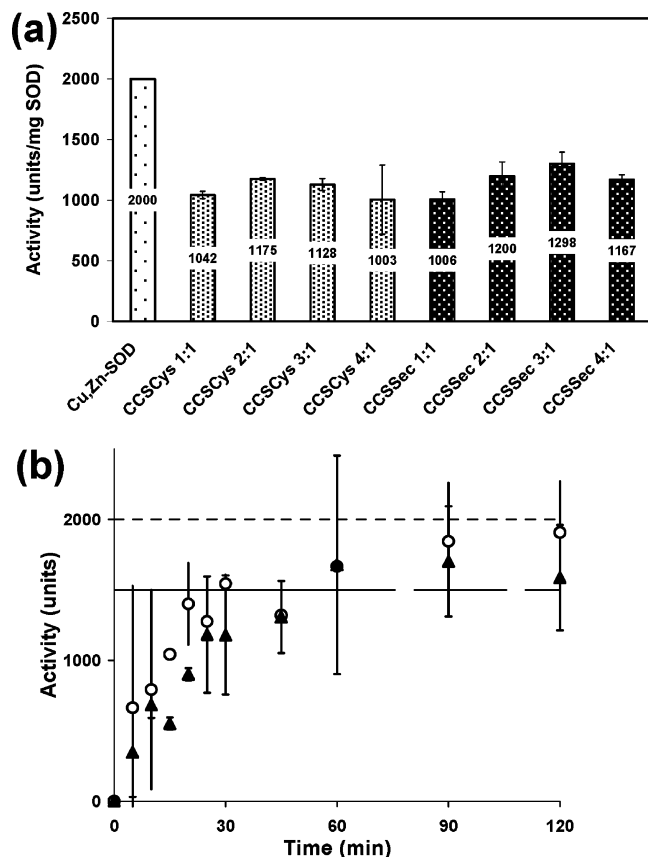 (a)
Activity (units/mg SOD)
2500
2000
1500
1000
500
0
2000
1042
1175
1128
1003
1006
1200
1298
1167
Cu,Zn-SOD
CCSCys 1:1
CCSCys 2:1
CCSCys 3:1
CCSCys 4:1
CCSSec 1:1
CCSSec 2:1
CCSSec 3:1
CCSSec 4:1
(b)
Activity (units)
2000
1000
0
0
30
60
90
120
Time (min)